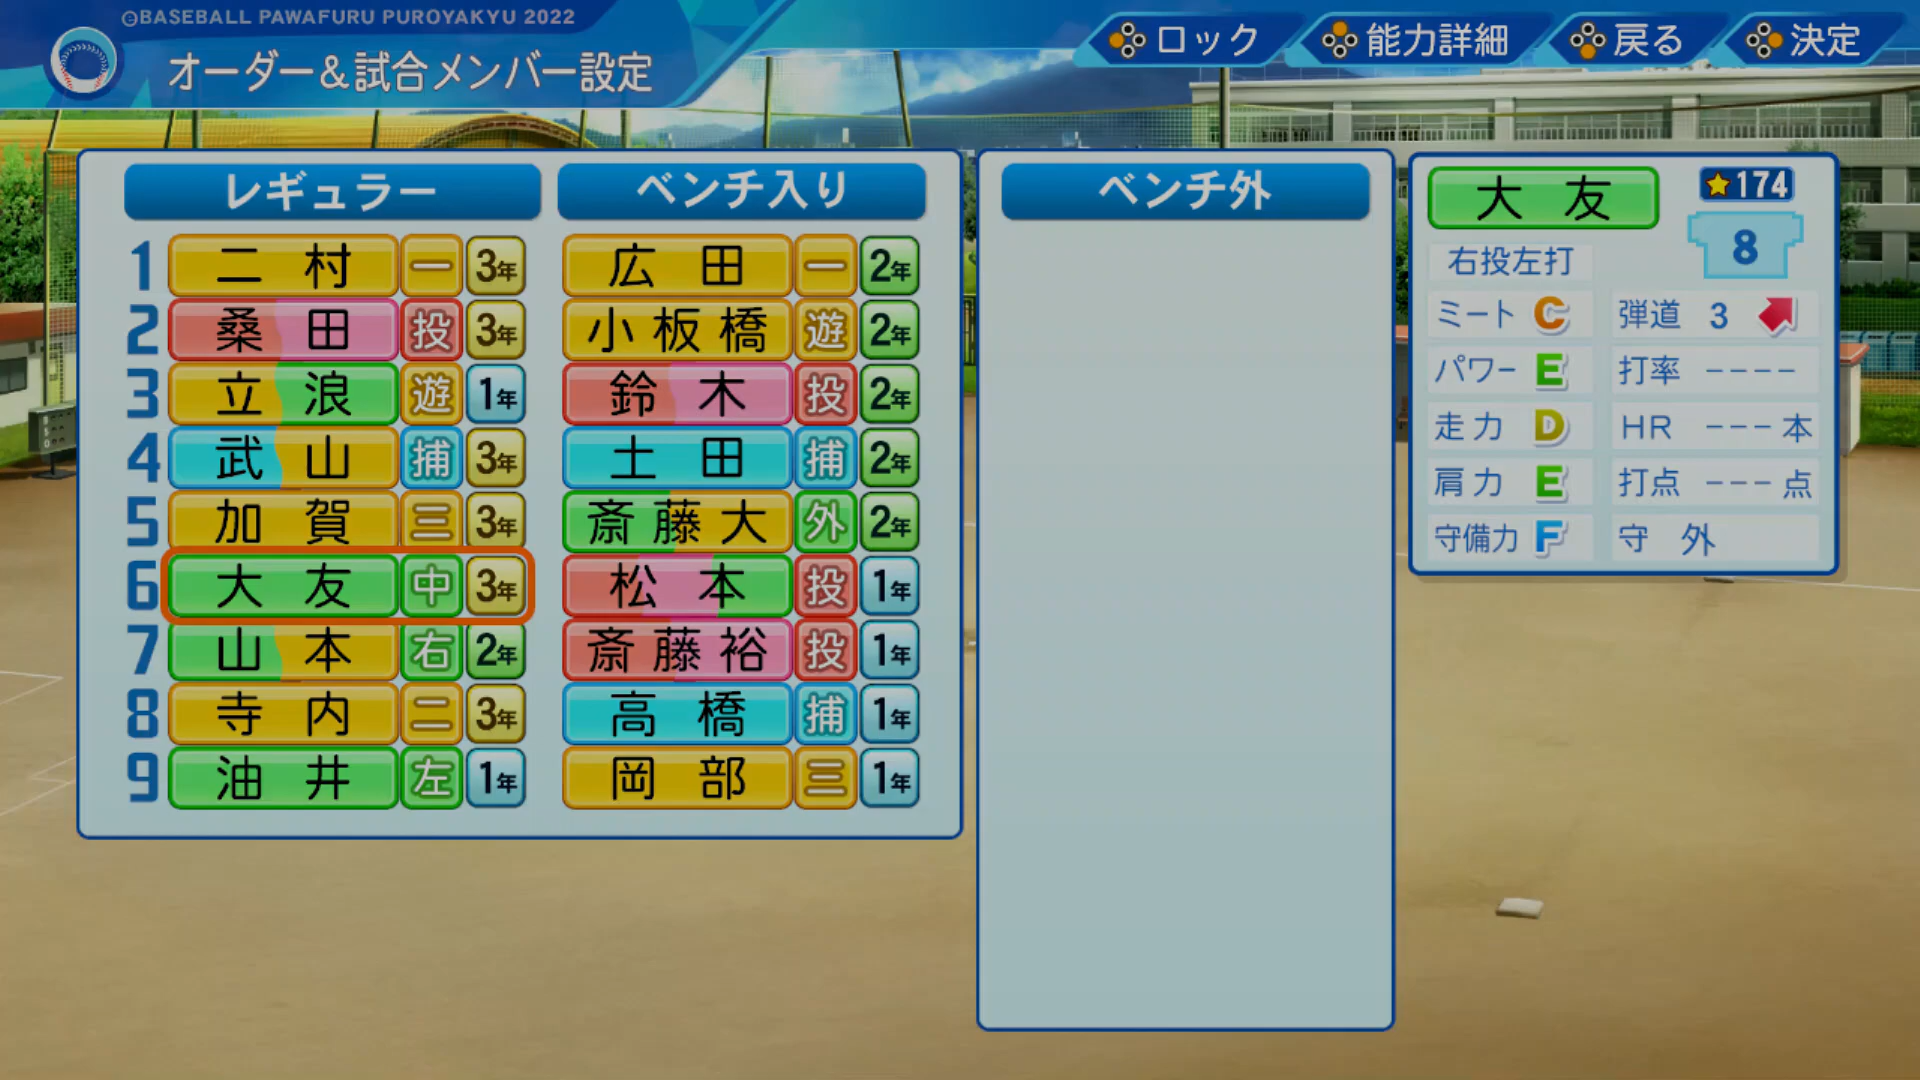 ©BASEBALL PAWAFURU PUROYAKYU 2022
オーダー＆試合メンバー設定
ロック 能力詳細 戻る 決定
レギュラー
1 二村 一 3年
2 桑田 投 3年
3 立浪 遊 1年
4 武山 捕 3年
5 加賀 三 3年
6 大友 中 3年
7 山本 右 2年
8 寺内 二 3年
9 油井 左 1年
ベンチ入り
広田 一 2年
小板橋 遊 2年
鈴木 投 2年
土田 捕 2年
斎藤大 外 2年
松本 投 1年
斎藤裕 投 1年
高橋 捕 1年
岡部 三 1年
ベンチ外
大友 174
8
右投左打
ミート C 弾道 3
パワー E 打率 ----
走力 D HR ---本
肩力 E 打点 ---点
守備力 F 守 外